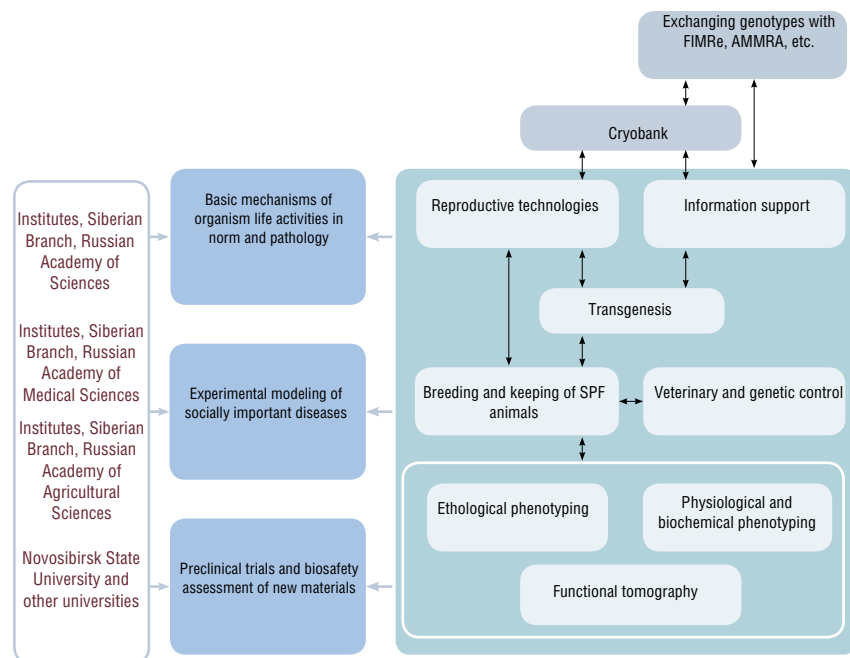 Exchanging genotypes with
FIMRe, AMMRA, etc.
Cryobank
Institutes, Siberian
Branch, Russian
Academy of
Sciences
Institutes, Siberian
Branch, Russian
Academy of
Medical Sciences
Institutes, Siberian
Branch, Russian
Academy of
Agricultural
Sciences
Novosibirsk State
University and
other universities
Basic mechanisms of
organism life activities in
norm and pathology
Experimental modeling of
socially important diseases
Preclinical trials and biosafety
assessment of new materials
Reproductive technologies
Information support
Transgenesis
Breeding and keeping of SPF
animals
Veterinary and genetic control
Ethological phenotyping
Physiological and
biochemical phenotyping
Functional tomography